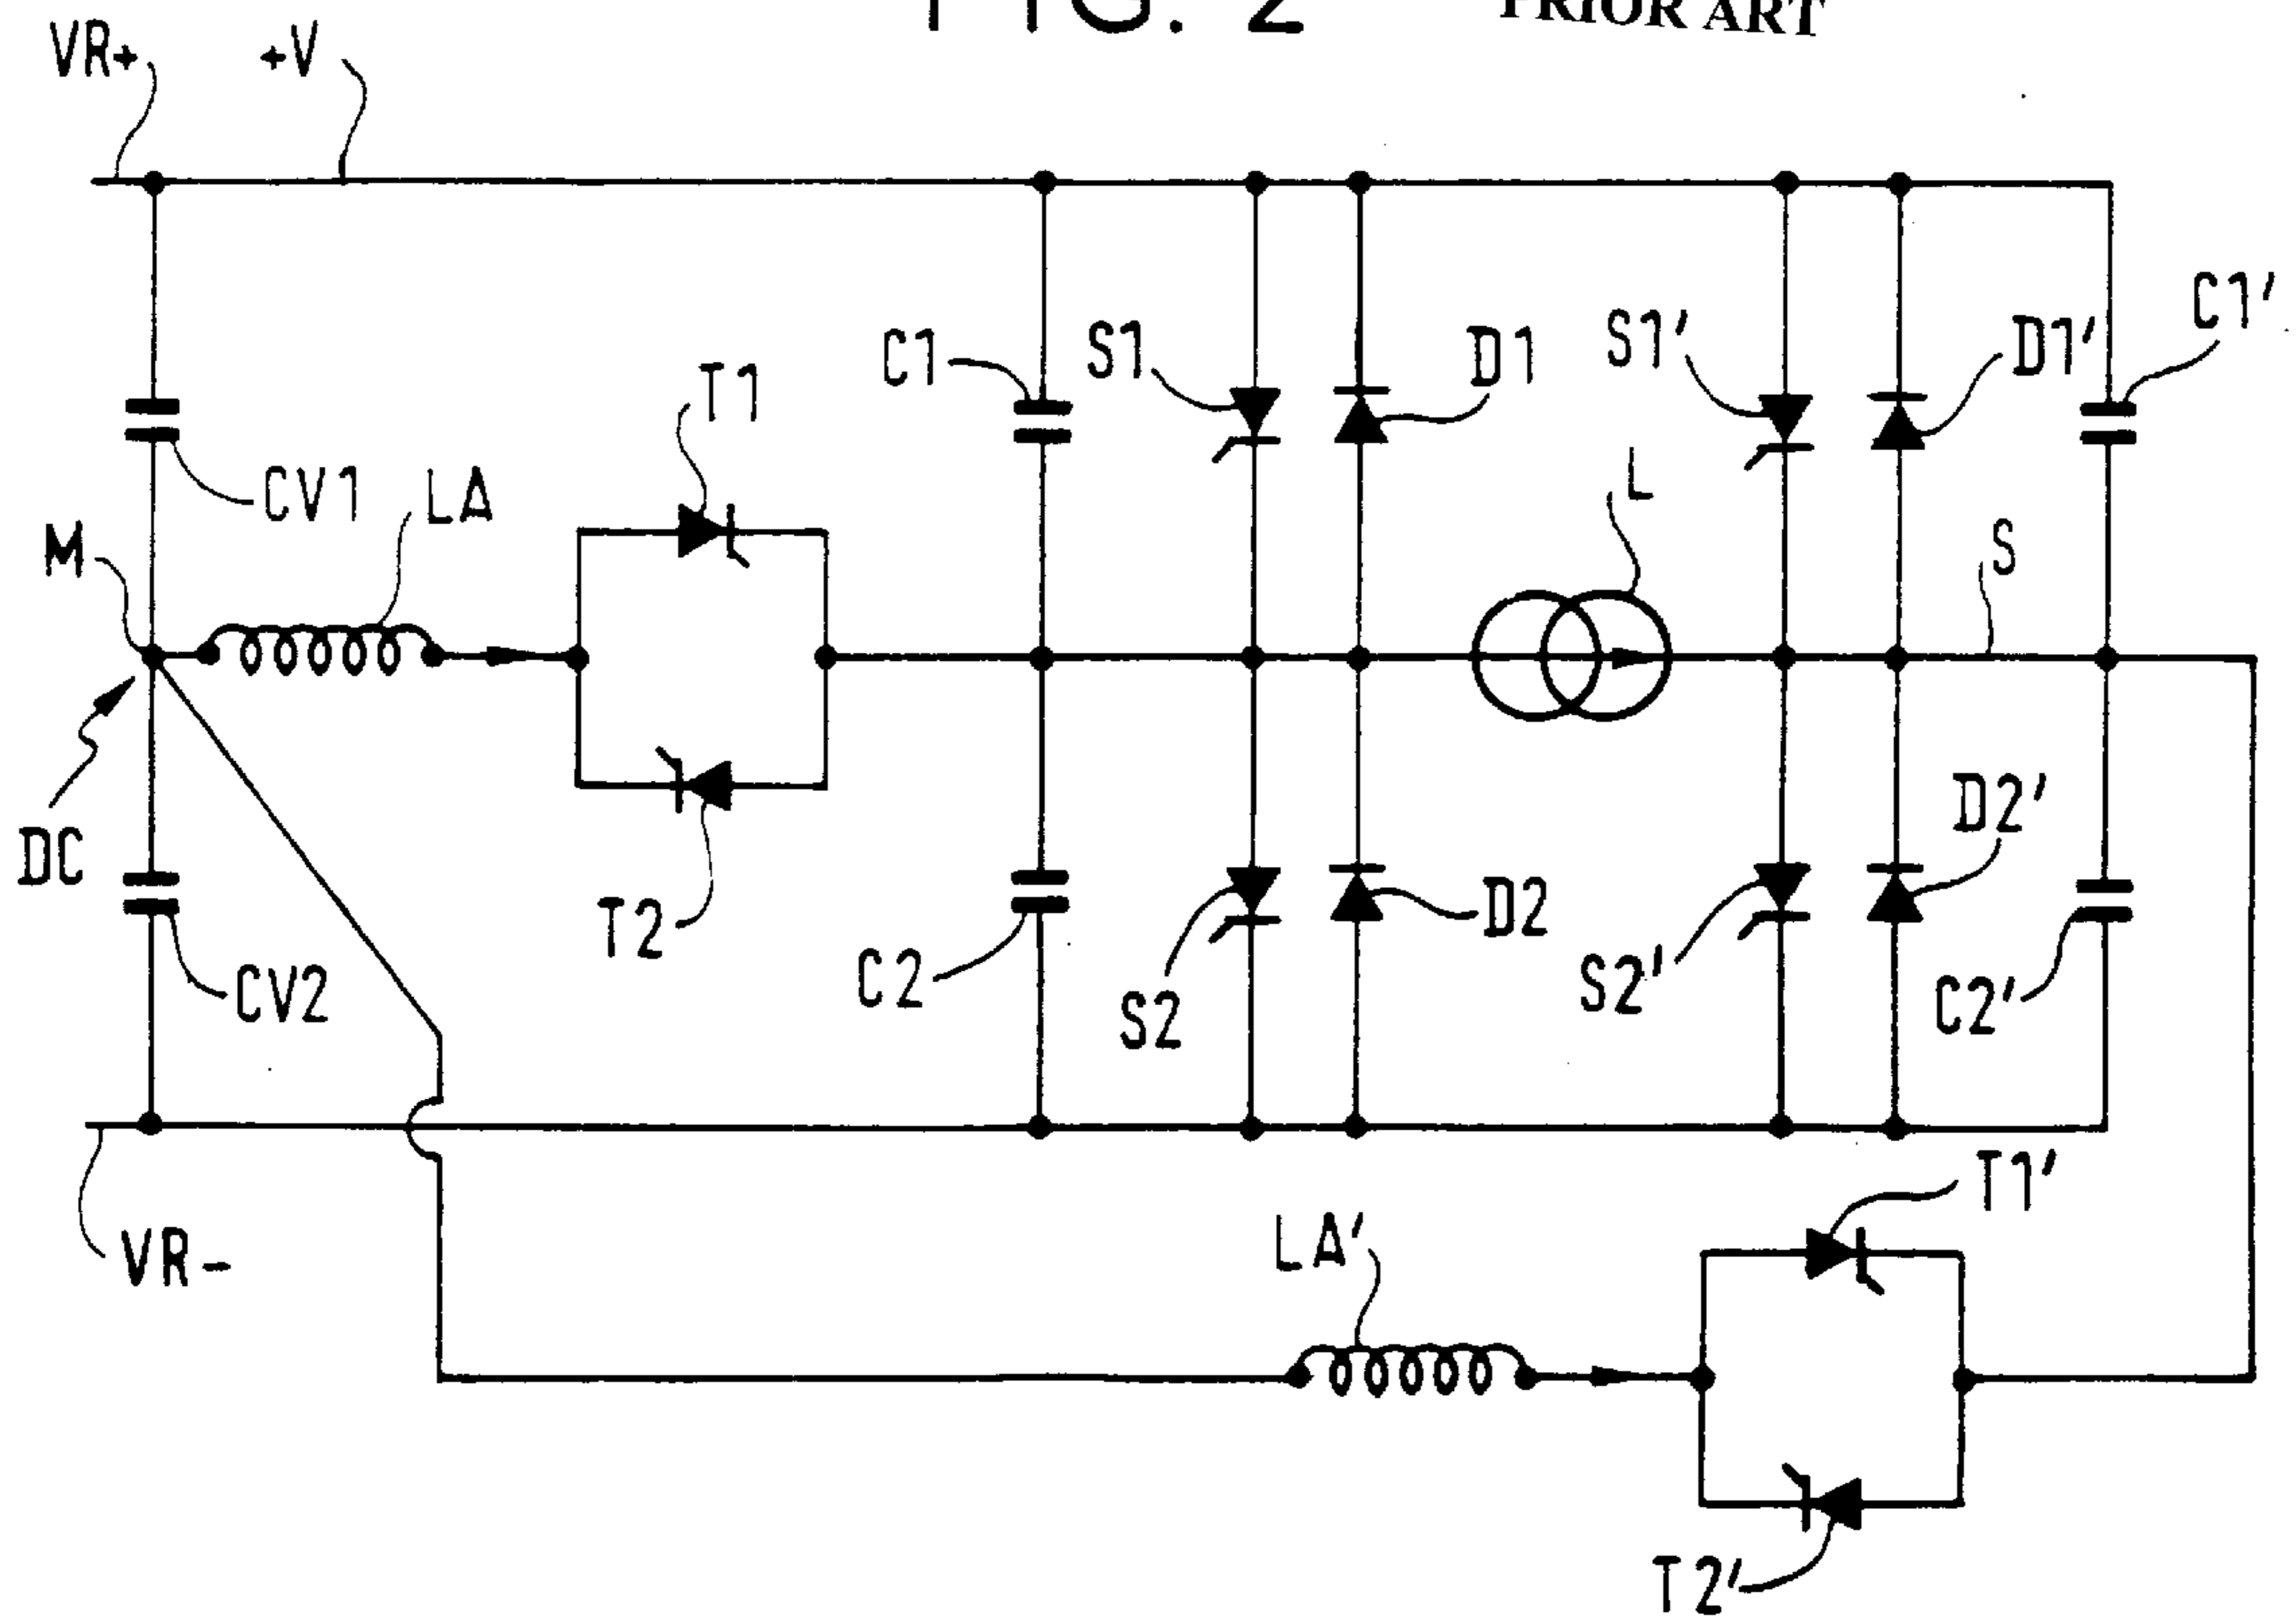 FIG. 2 PRIOR ART
VR+ +V
C1'
S1'
D1'
S1
D1
C1
T1
L
CV1
LA
M
S
D2'
DC
D2
T2
C2
S2'
CV2
C2'
S2
T1'
LA'
VR-
T2'